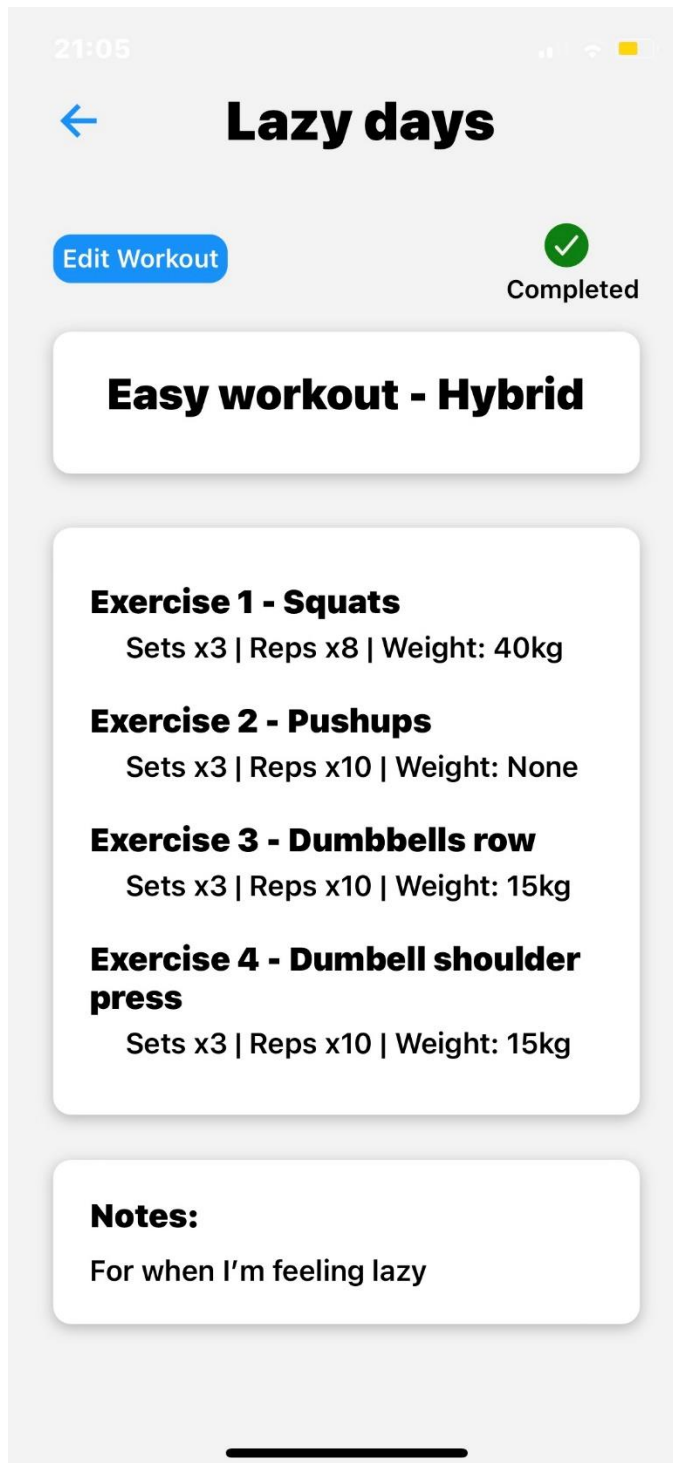 21:05
Lazy days
Edit Workout
Completed
Easy workout - Hybrid
Exercise 1 - Squats
Sets x3 | Reps x8 | Weight: 40kg
Exercise 2 - Pushups
Sets x3 | Reps x10 | Weight: None
Exercise 3 - Dumbbells row
Sets x3 | Reps x10 | Weight: 15kg
Exercise 4 - Dumbell shoulder
press
Sets x3 | Reps x10 | Weight: 15kg
Notes:
For when I'm feeling lazy